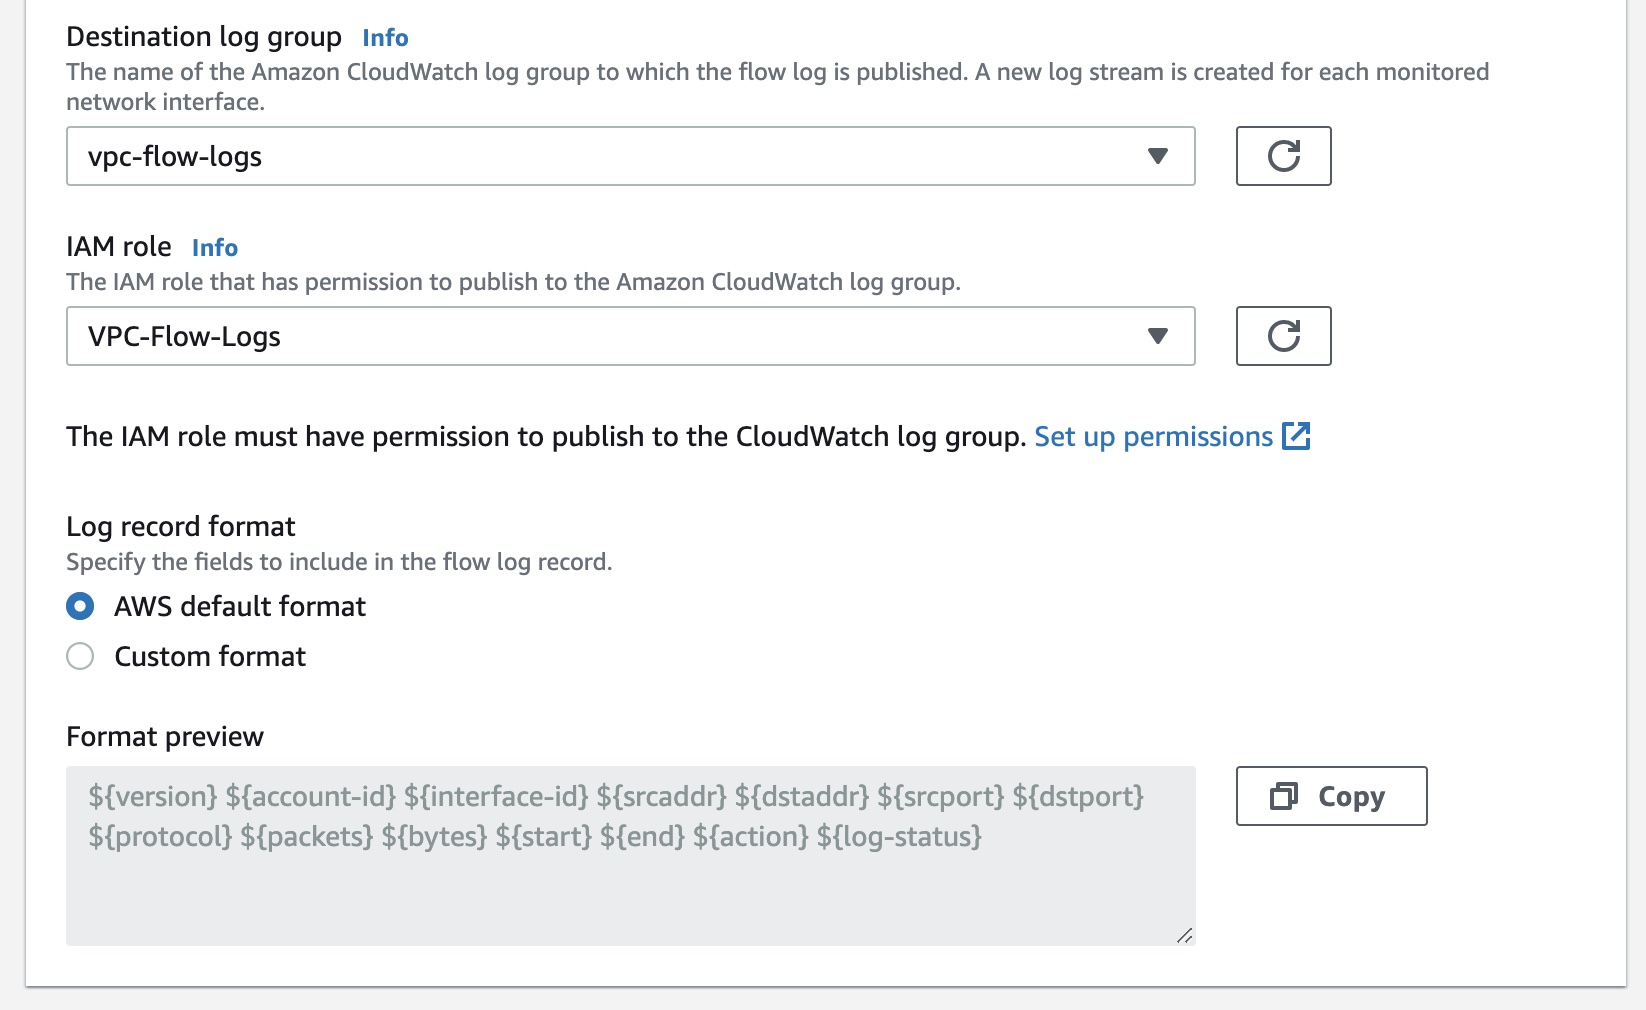 Destination log group Info
The name of the Amazon CloudWatch log group to which the flow log is published. A new log stream is created for each monitored
network interface.
vpc-flow-logs
IAM role Info
The IAM role that has permission to publish to the Amazon CloudWatch log group.
VPC-Flow-Logs
The IAM role must have permission to publish to the CloudWatch log group. Set up permissions
Log record format
Specify the fields to include in the flow log record.
AWS default format
Custom format
Format preview
${version} ${account-id} ${interface-id} ${srcaddr} ${dstaddr} ${srcport} ${dstport}
${protocol} ${packets} ${bytes} ${start} ${end} ${action} ${log-status}
Copy